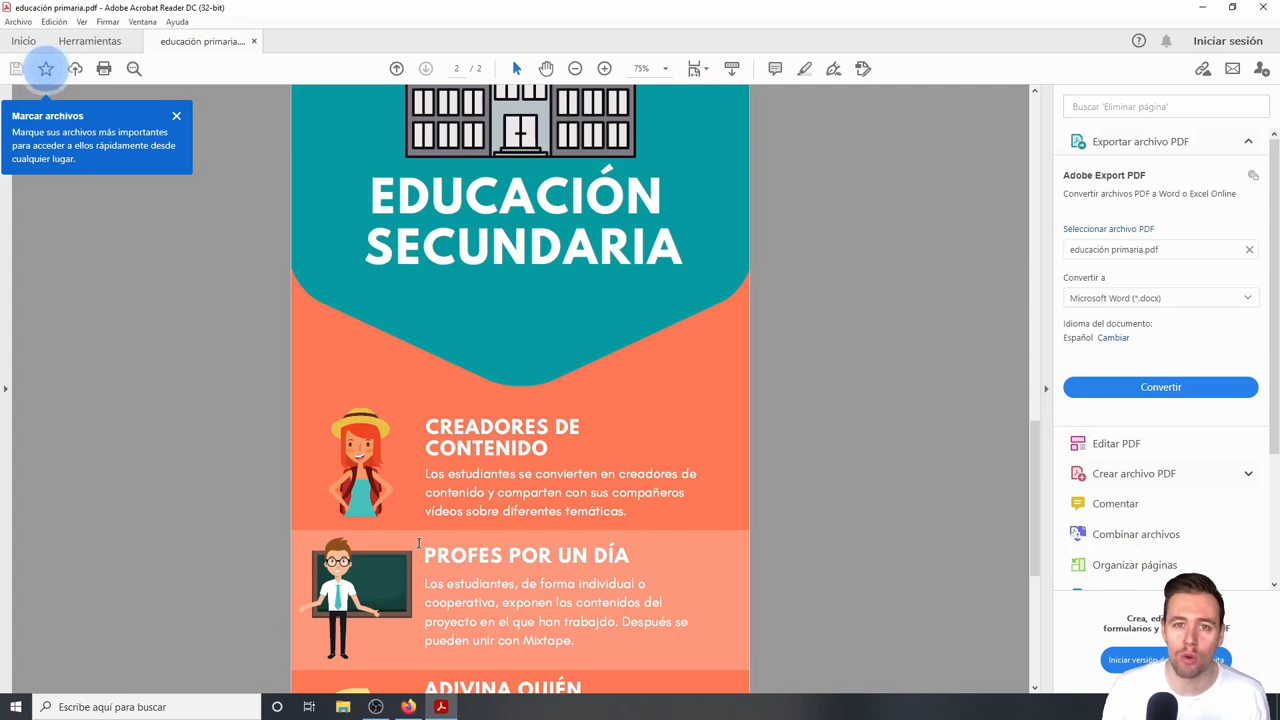 educación primaria.pdf - Adobe Acrobat Reader DC (32-bit)
Archivo Edición Ver Firmar Ventana Ayuda
Inicio Herramientas educación primaria.... Iniciar sesión
2 / 2 75%
Marcar archivos
Marque sus archivos más importantes
para acceder a ellos rápidamente desde
cualquier lugar.
EDUCACIÓN
SECUNDARIA
CREADORES DE
CONTENIDO
Los estudiantes se convierten en creadores de
contenido y comparten con sus compañeros
vídeos sobre diferentes temáticas.
PROFES POR UN DÍA
Los estudiantes, de forma individual o
cooperativa, exponen los contenidos del
proyecto en el que han trabajdo. Después se
pueden unir con Mixtape.
ADIVINA QUIÉN
Buscar 'Eliminar página'
Exportar archivo PDF
Adobe Export PDF
Convertir archivos PDF a Word o Excel Online
Seleccionar archivo PDF
educación primaria.pdf
Convertir a
Microsoft Word (*.docx)
Idioma del documento:
Español Cambiar
Convertir
Editar PDF
Crear archivo PDF
Comentar
Combinar archivos
Organizar páginas
Crea,
formularios y
Iniciar versión
Escribe aquí para buscar